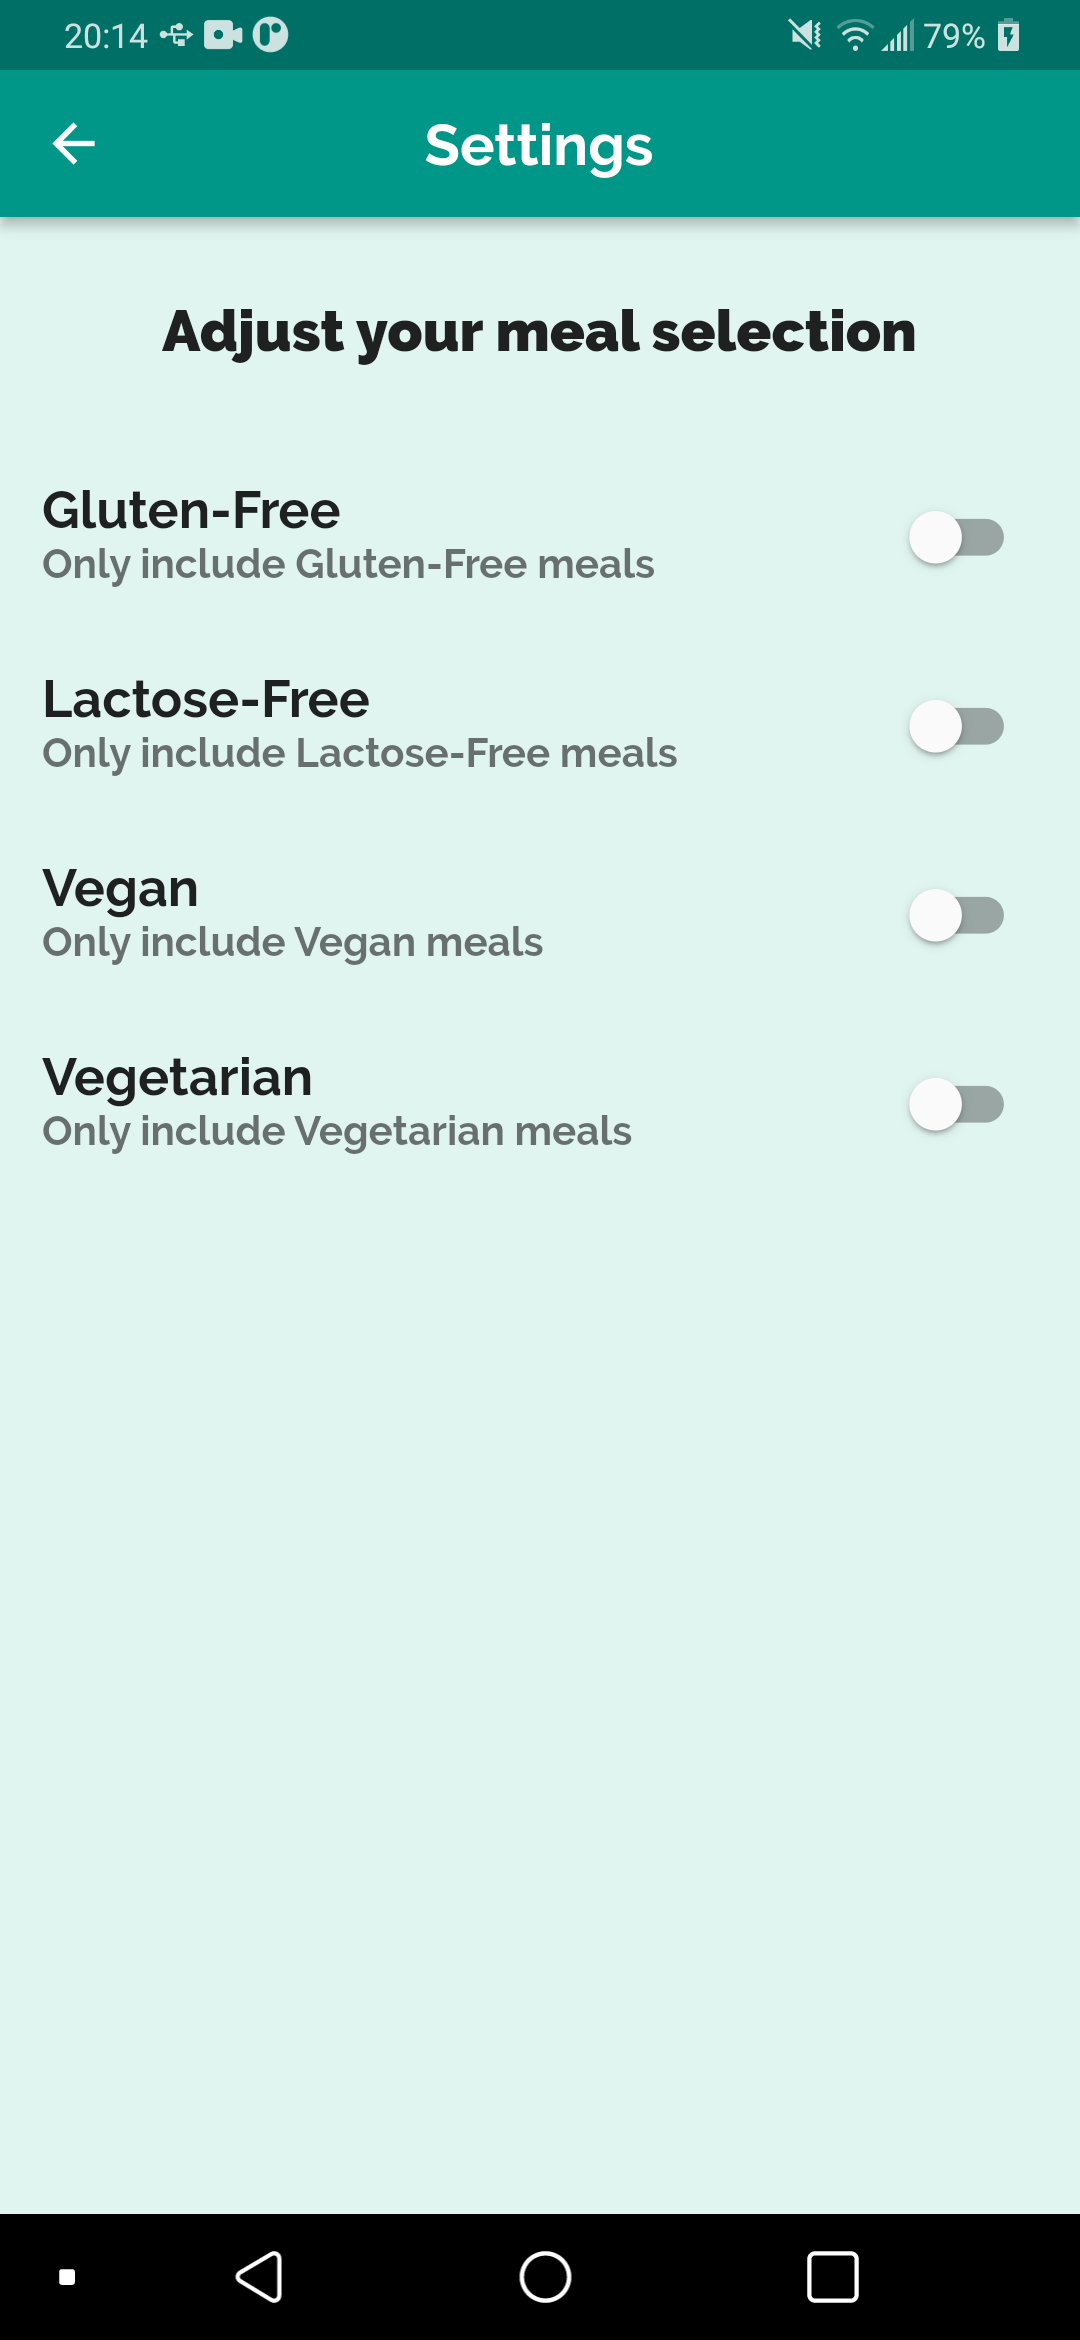 20:14 79%
Settings
Adjust your meal selection
Gluten-Free
Only include Gluten-Free meals
Lactose-Free
Only include Lactose-Free meals
Vegan
Only include Vegan meals
Vegetarian
Only include Vegetarian meals